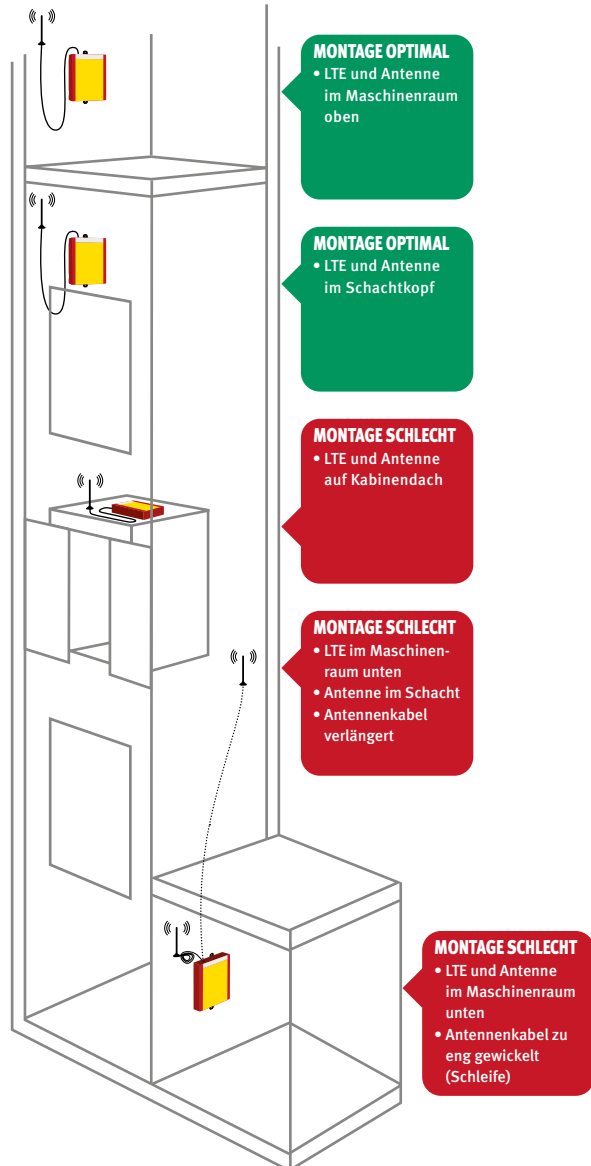 MONTAGE OPTIMAL
• LTE und Antenne
im Maschinenraum
oben
MONTAGE OPTIMAL
• LTE und Antenne
im Schachtkopf
MONTAGE SCHLECHT
• LTE und Antenne
auf Kabinendach
MONTAGE SCHLECHT
• LTE im Maschinen-
raum unten
• Antenne im Schacht
• Antennenkabel
verlängert
MONTAGE SCHLECHT
• LTE und Antenne
im Maschinenraum
unten
• Antennenkabel zu
eng gewickelt
(Schleife)